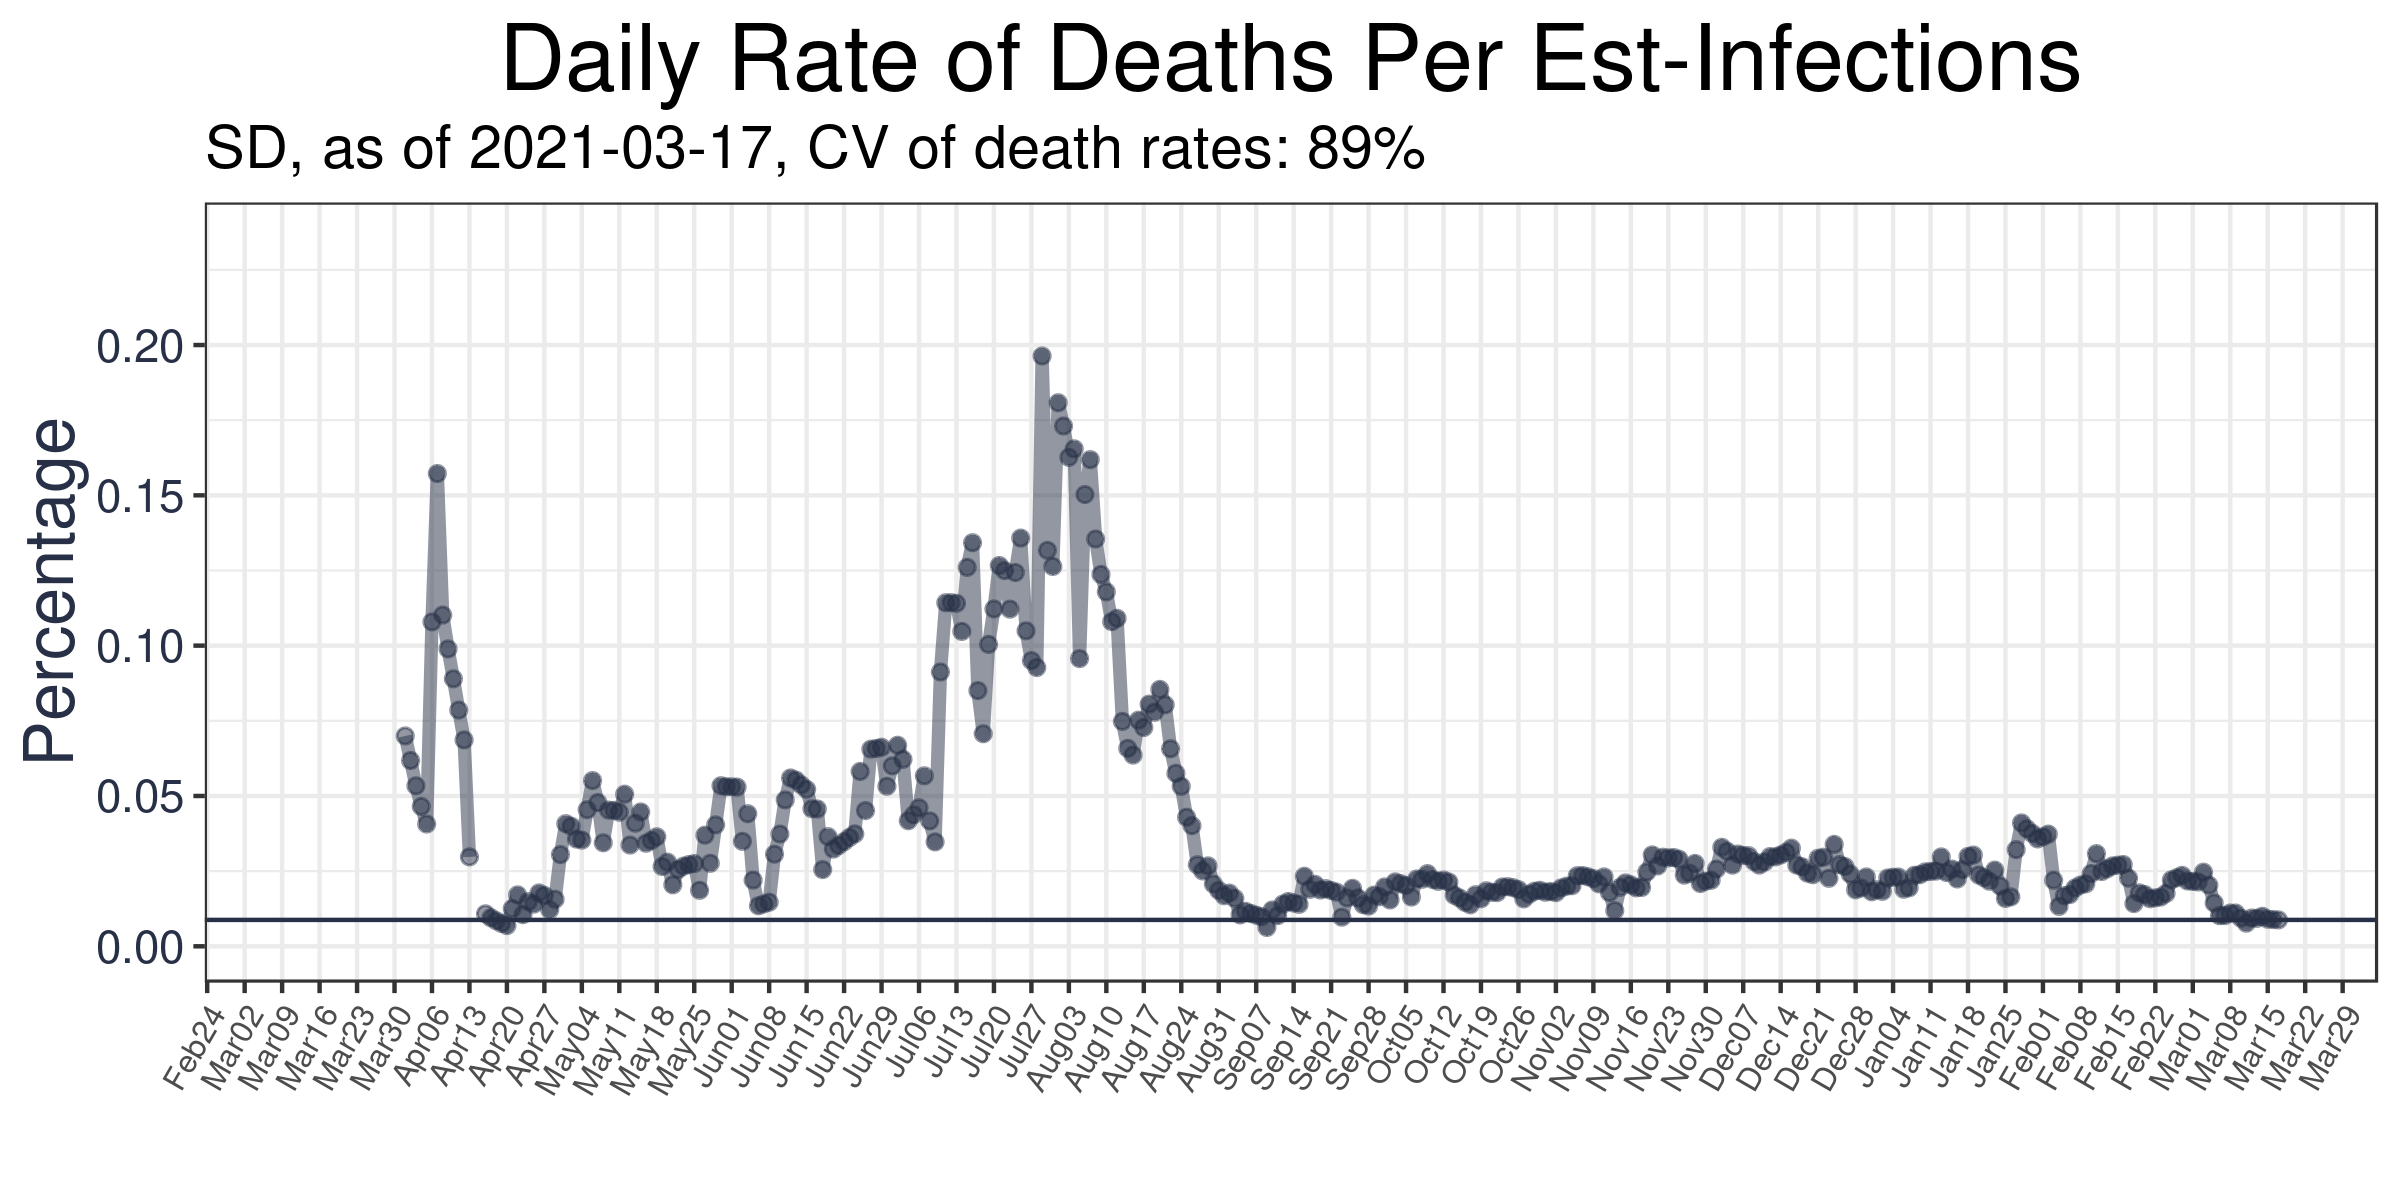 Daily Rate of Deaths Per Est-Infections
SD, as of 2021-03-17, CV of death rates: 89%
Percentage
0.20
0.15
0.10
0.05
0.00
Feb24
Mar02
Mar09
Mar16
Mar23
Mar30
Apr06
Apr13
Apr20
Apr27
May04
May11
May18
May25
Jun01
Jun08
Jun15
Jun22
Jun29
Jul06
Jul13
Jul20
Jul27
Aug03
Aug10
Aug17
Aug24
Aug31
Sep07
Sep14
Sep21
Sep28
Oct05
Oct12
Oct19
Oct26
Nov02
Nov09
Nov16
Nov23
Nov30
Dec07
Dec14
Dec21
Dec28
Jan04
Jan11
Jan18
Jan25
Feb01
Feb08
Feb15
Feb22
Mar01
Mar08
Mar15
Mar22
Mar29